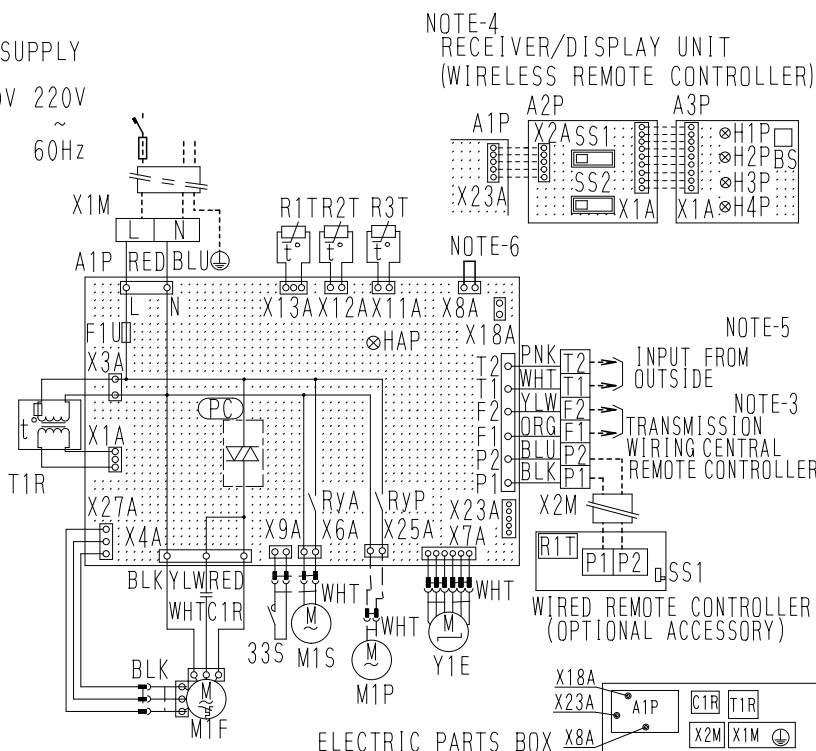 NOTE-4
SUPPLY
RECEIVER/DISPLAY UNIT
(WIRELESS REMOTE CONTROLLER)
V 220V
~
60Hz
A1P
A2P
A3P
X2A SS1
SS2
X23A
X1A
X1A
H1P
H2P
H3P
H4P
BS
X1M
L N
R1T R2T R3T
t° t° t°
A1P RED BLU
NOTE-6
L N
X13A X12A X11A X8A
X18A
F1U
HAP
NOTE-5
X3A
T2 PNK T2
INPUT FROM
OUTSIDE
T1 WHT T1
PC
F2 YLW F2
NOTE-3
TRANSMISSION
WIRING CENTRAL
REMOTE CONTROLLER
F1 ORG F1
P2 BLU P2
P1 BLK P1
t°
X1A
T1R
X27A
X4A
X9A
RyA
X6A
RyP
X25A
X23A
X7A
X2M
R1T
P1 P2
SS1
BLK YLW RED
WHT C1R
WHT
WHT
WHT
WIRED REMOTE CONTROLLER
(OPTIONAL ACCESSORY)
33S
M
~
M1S
M
~
M1P
M
Y1E
BLK
M
~
M1F
X18A
X23A
X8A
A1P
C1R T1R
X2M X1M
ELECTRIC PARTS BOX